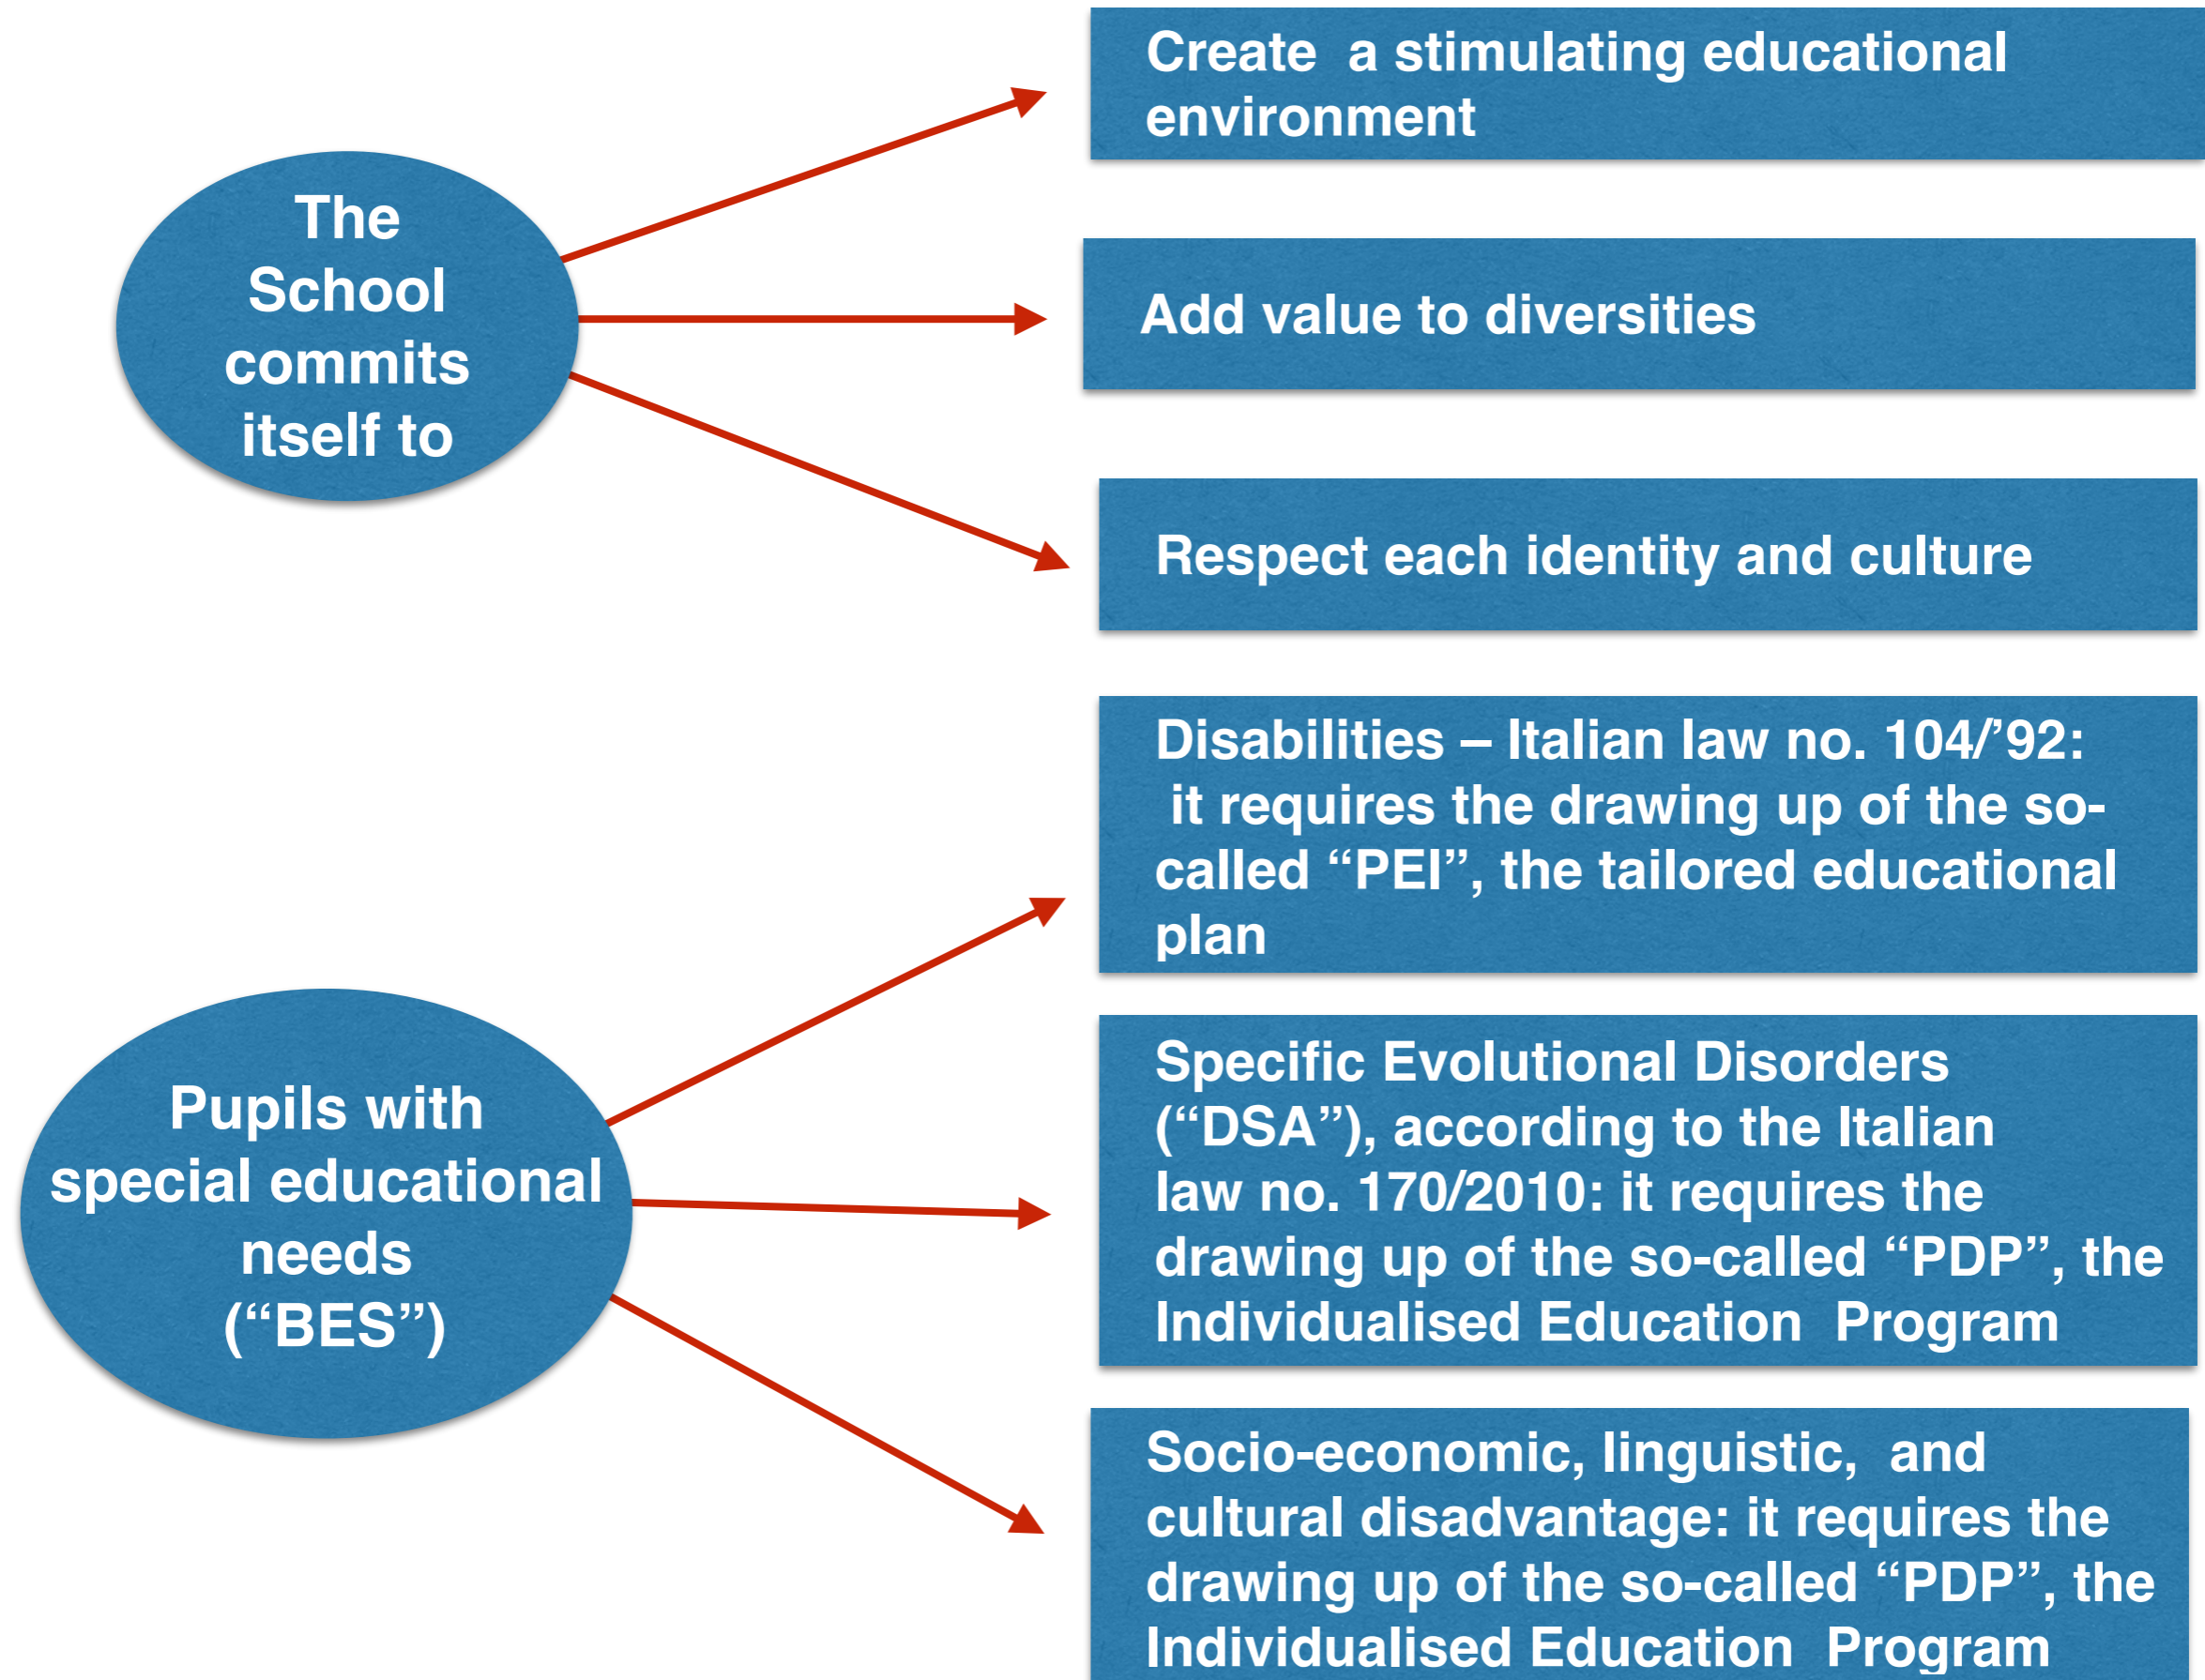 The
School
commits
itself to
Create a stimulating educational
environment
Add value to diversities
Respect each identity and culture
Pupils with
special educational
needs
(“BES”)
Disabilities – Italian law no. 104/’92:
it requires the drawing up of the so-
called “PEI”, the tailored educational
plan
Specific Evolutional Disorders
(“DSA”), according to the Italian
law no. 170/2010: it requires the
drawing up of the so-called “PDP”, the
Individualised Education Program
Socio-economic, linguistic, and
cultural disadvantage: it requires the
drawing up of the so-called “PDP”, the
Individualised Education Program